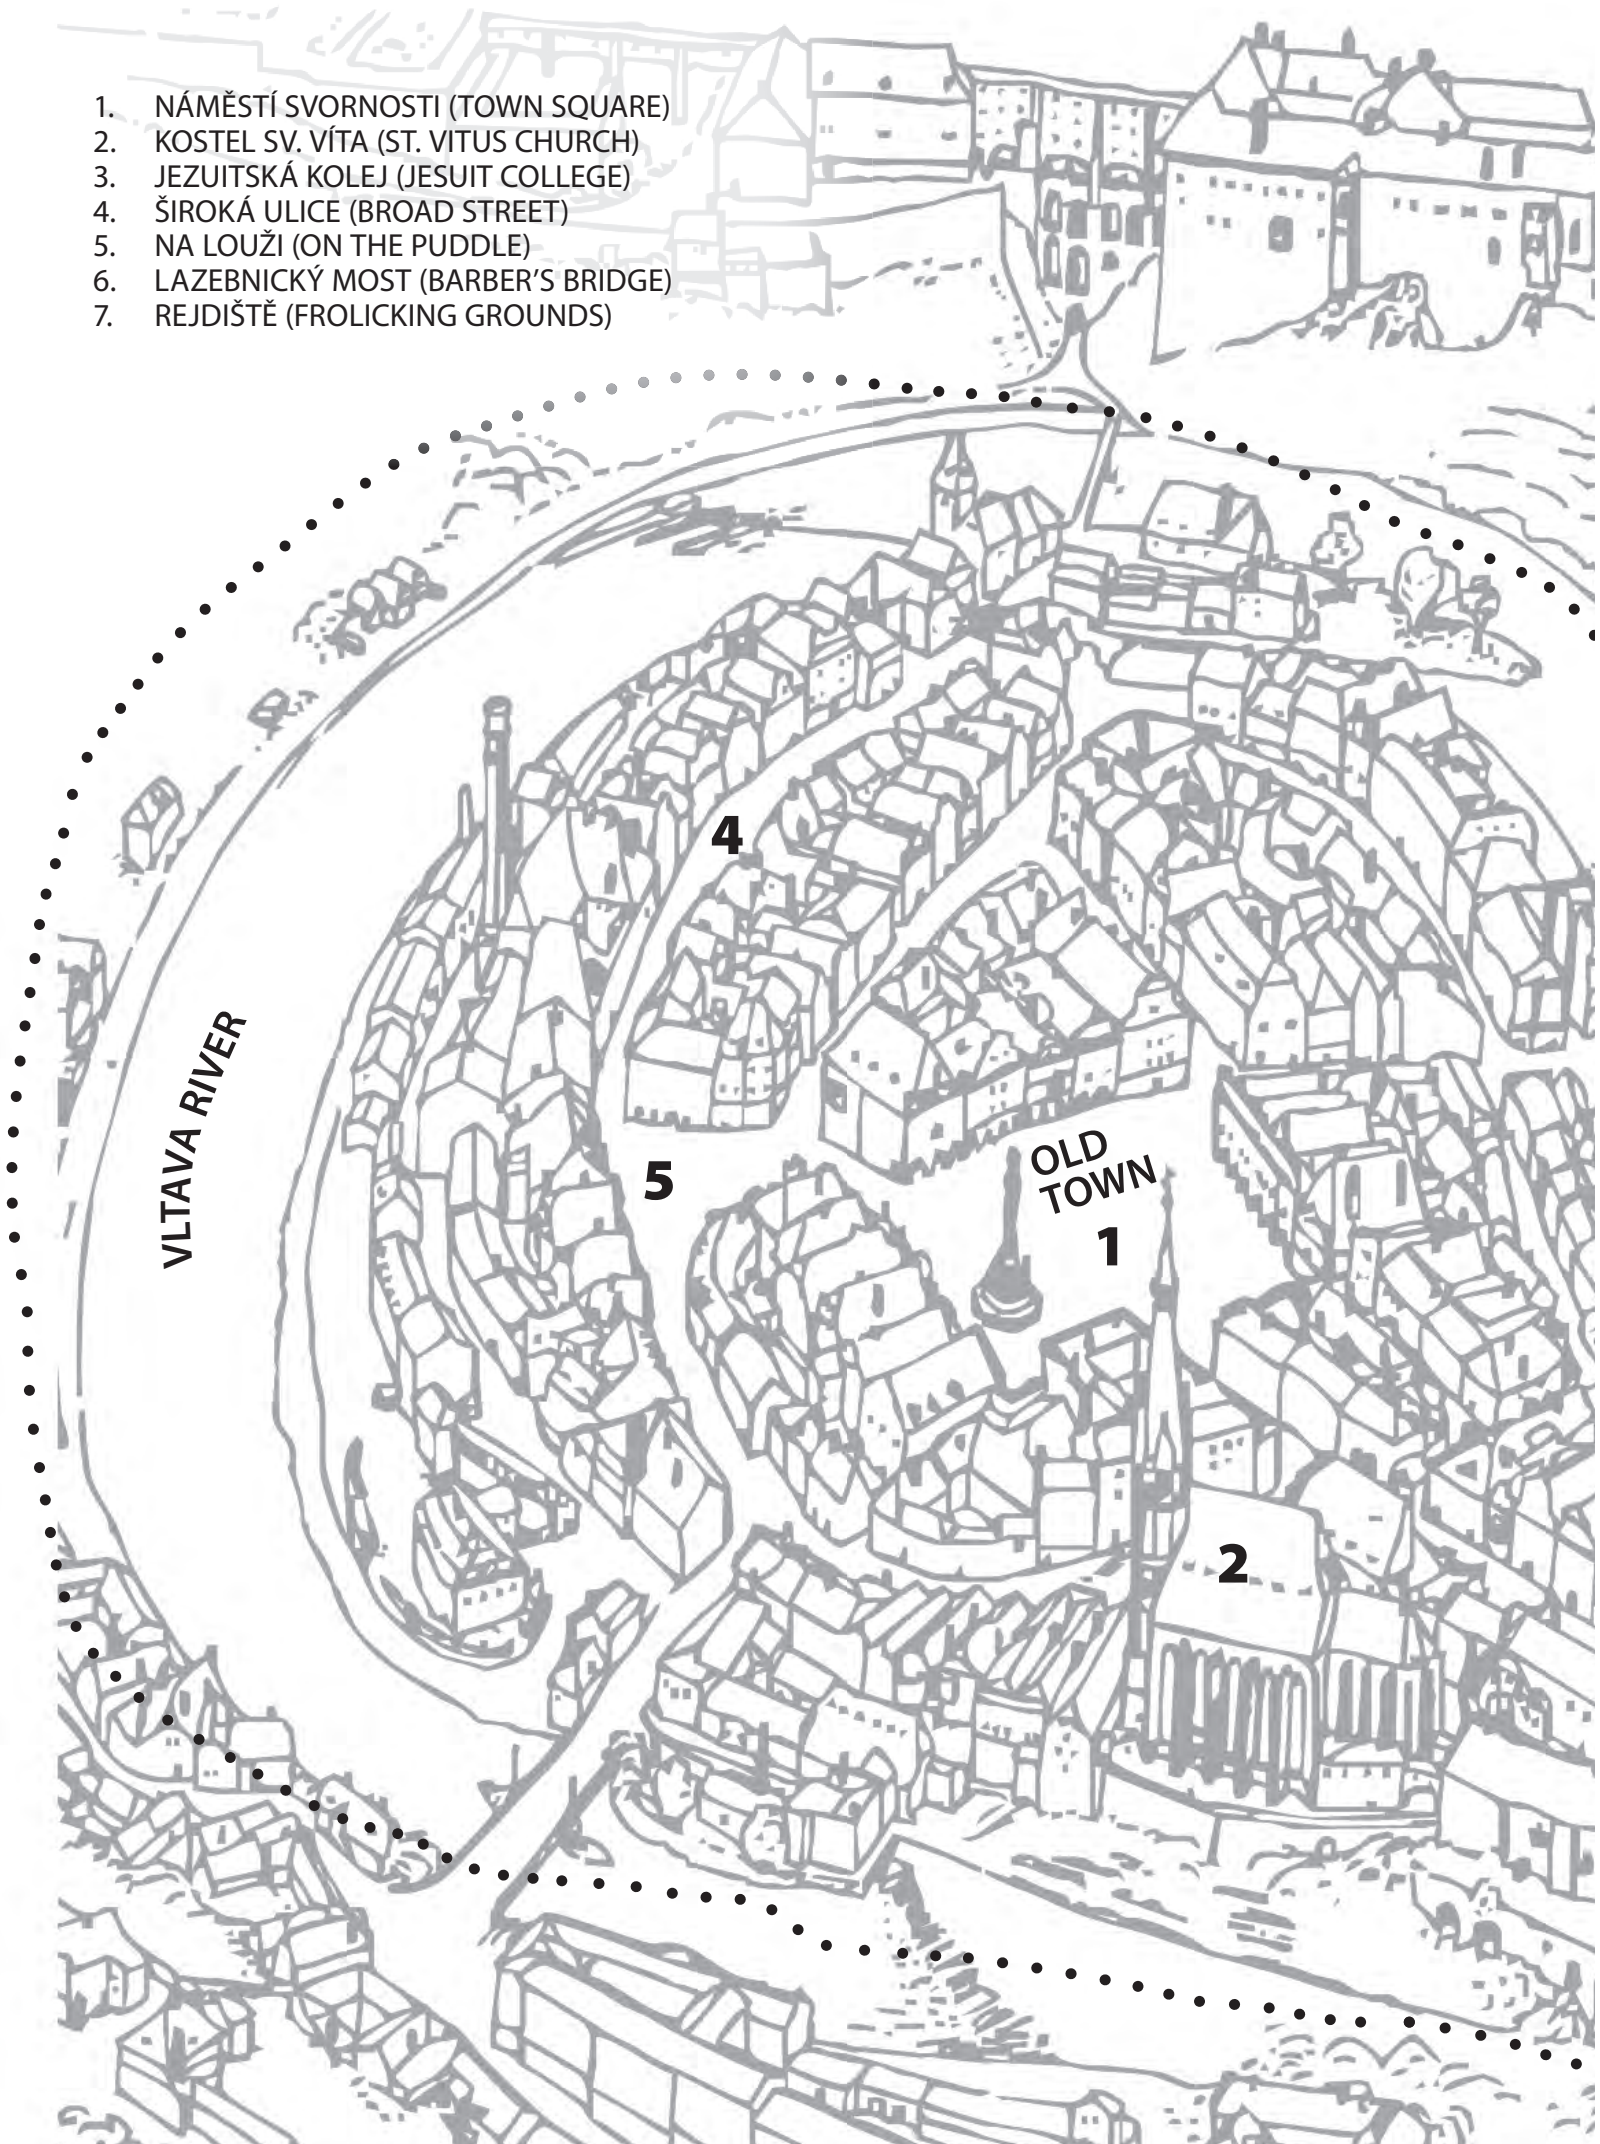 1. NÁMĚSTÍ SVORNOSTI (TOWN SQUARE)
2. KOSTEL SV. VÍTA (ST. VITUS CHURCH)
3. JEZUITSKÁ KOLEJ (JESUIT COLLEGE)
4. ŠIROKÁ ULICE (BROAD STREET)
5. NA LOUŽI (ON THE PUDDLE)
6. LAZEBNICKÝ MOST (BARBER’S BRIDGE)
7. REJDIŠTĚ (FROLICKING GROUNDS)
4
VLTAVA RIVER
5
OLD
TOWN
1
2